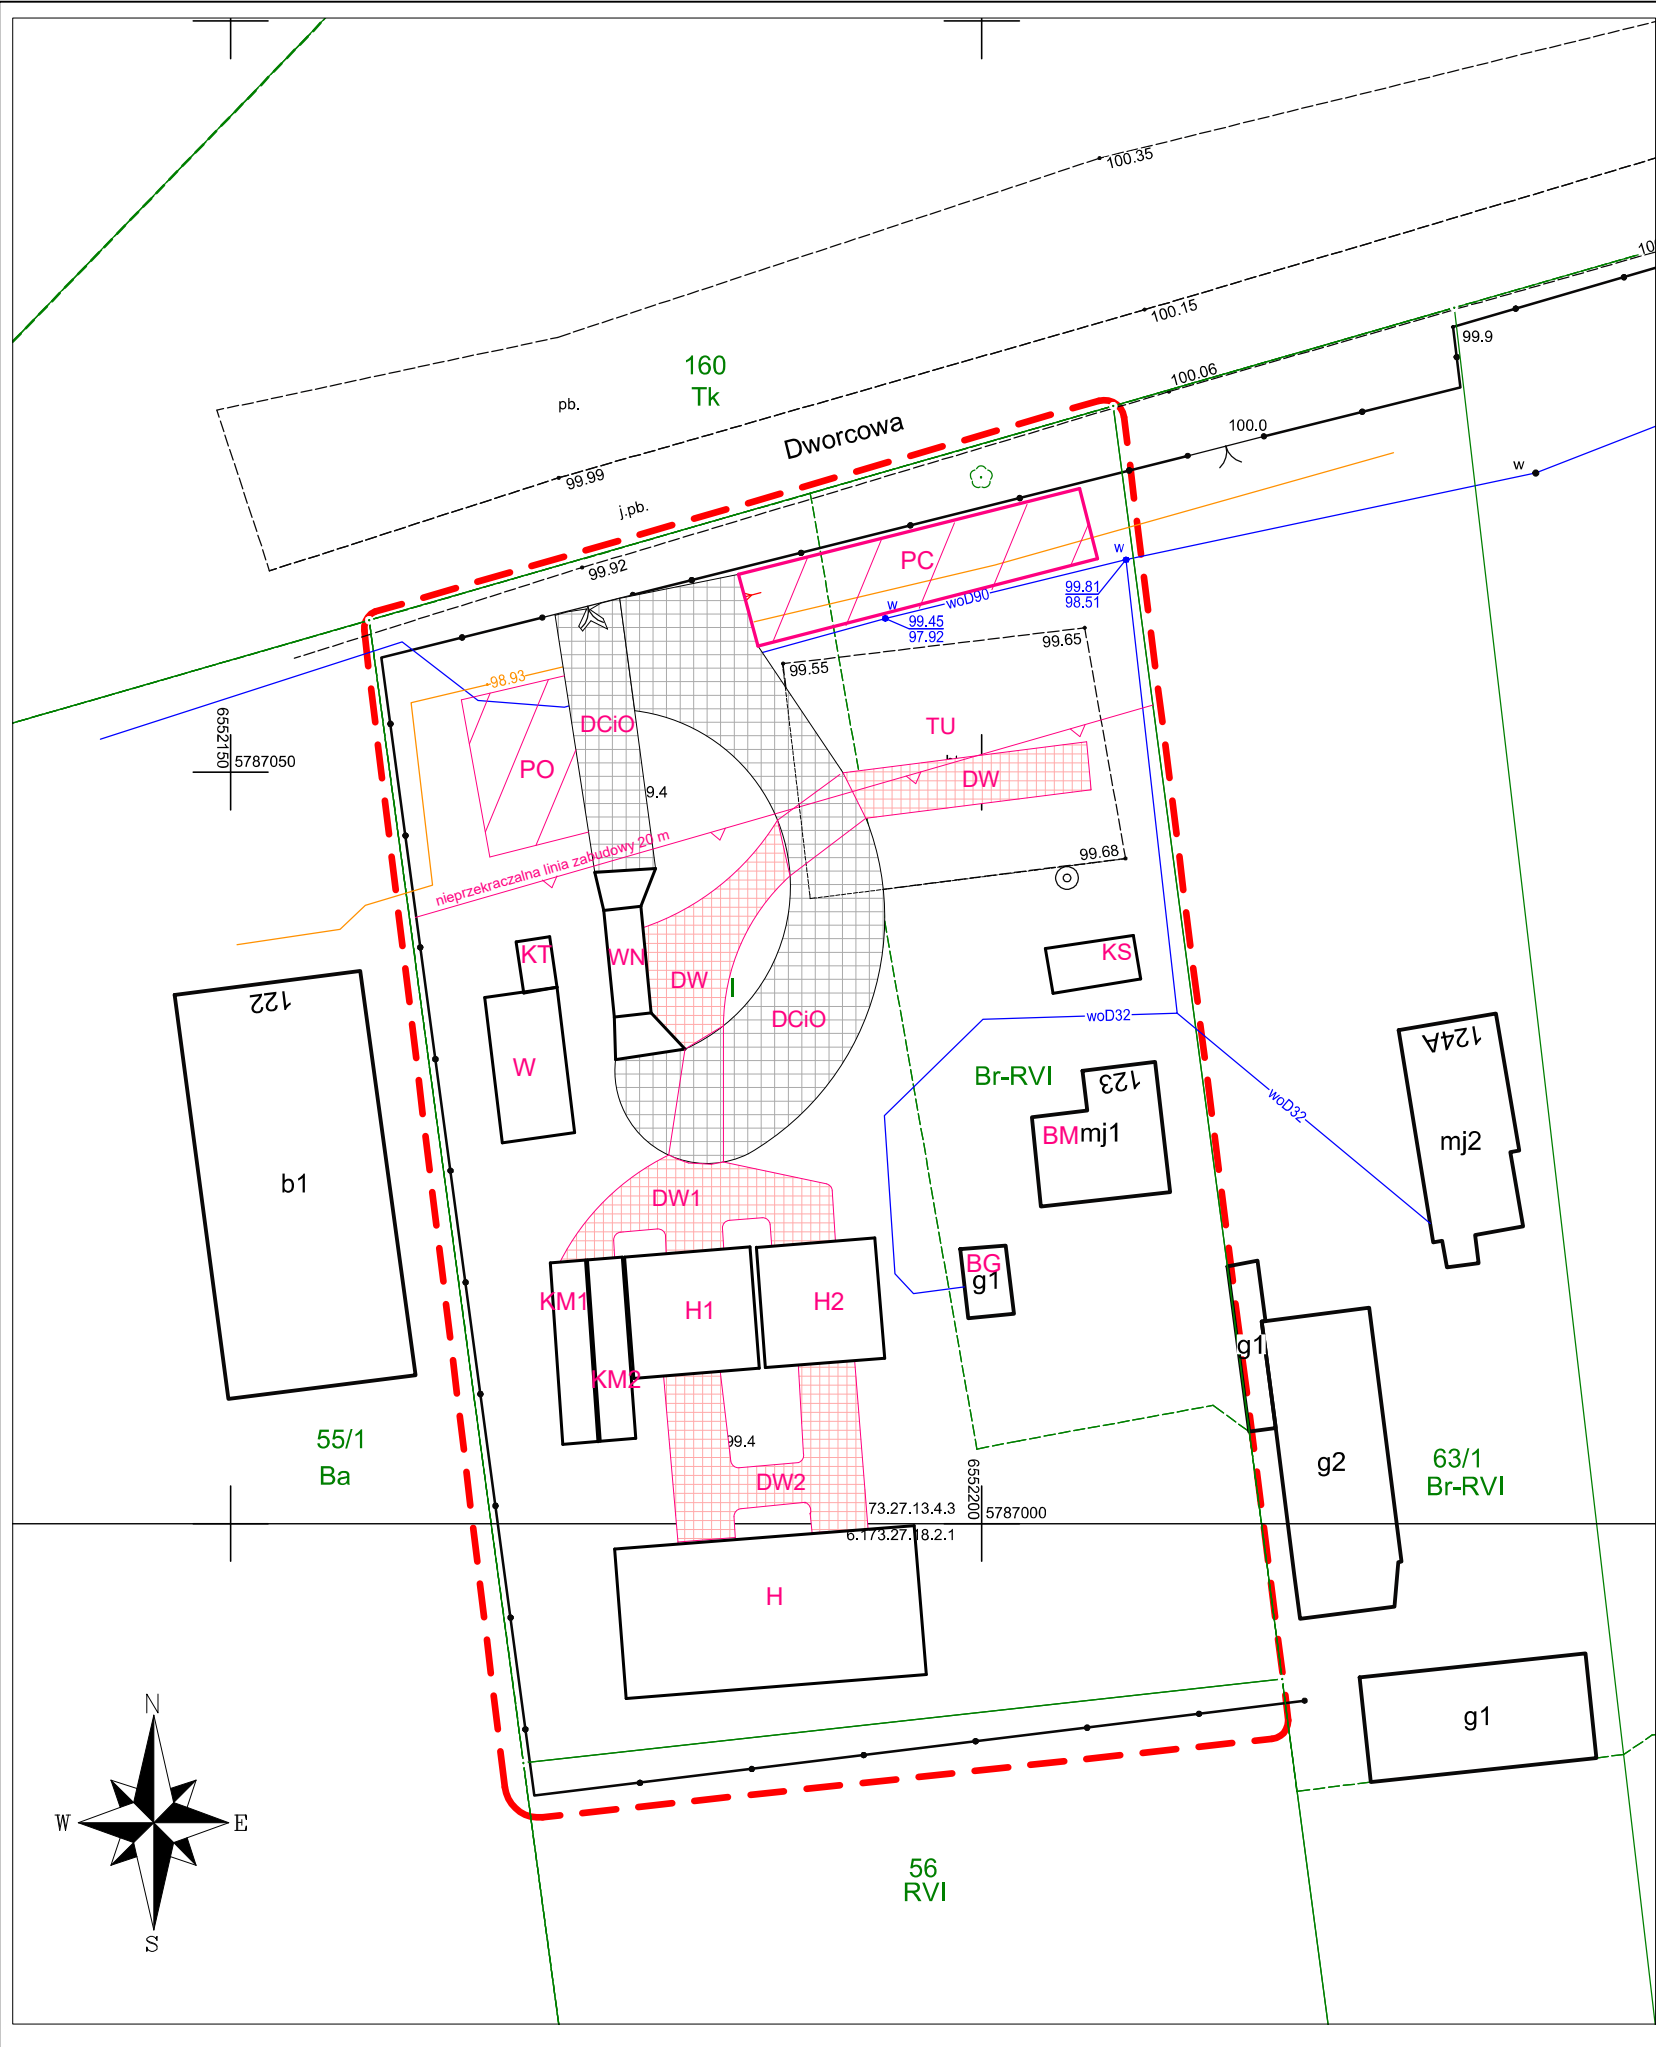 100.35
10
100.15
99.9
160
Tk
100.06
pb.
Dworcowa
100.0
99.99
w
j.pb.
99.92
PC
w
99.81
98.51
woD90
w
99.45
97.92
99.65
99.55
-98.93
DCiO
TU
6552150
5787050
PO
DW
9.4
nieprzekraczalna linia zabudowy 20 m
99.68
KT
WN
KS
DW
I
122
DCiO
woD32
124A
W
Br-RVI
123
woD32
BM
mj1
mj2
b1
DW1
BG
g1
KM1
H1
H2
g1
KM2
99.4
55/1
Ba
DW2
6552200
5787000
73.27.13.4.3
6.173.27.18.2.1
g2
63/1
Br-RVI
H
g1
N
W
E
S
56
RVI